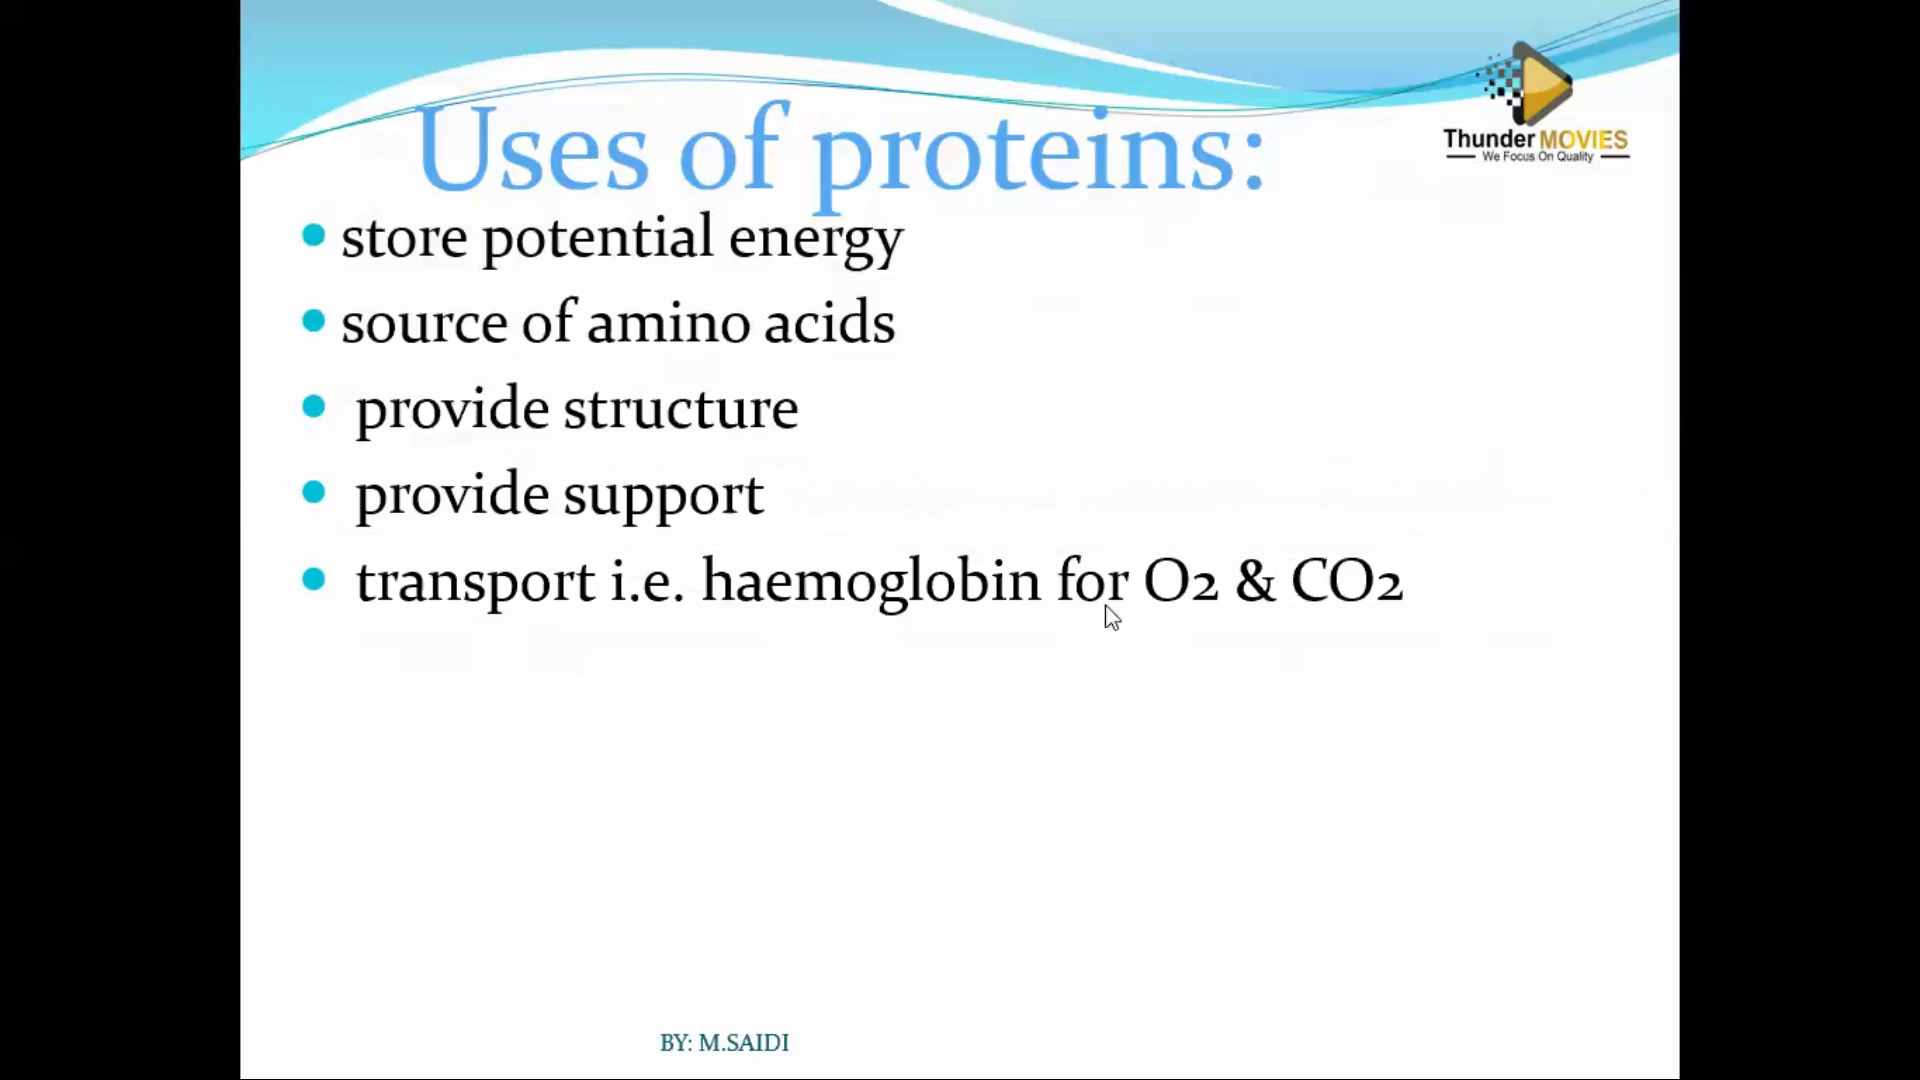 Thunder MOVIES
We Focus On Quality
Uses of proteins:
• store potential energy
• source of amino acids
• provide structure
• provide support
• transport i.e. haemoglobin for O2 & CO2
BY: M.SAIDI